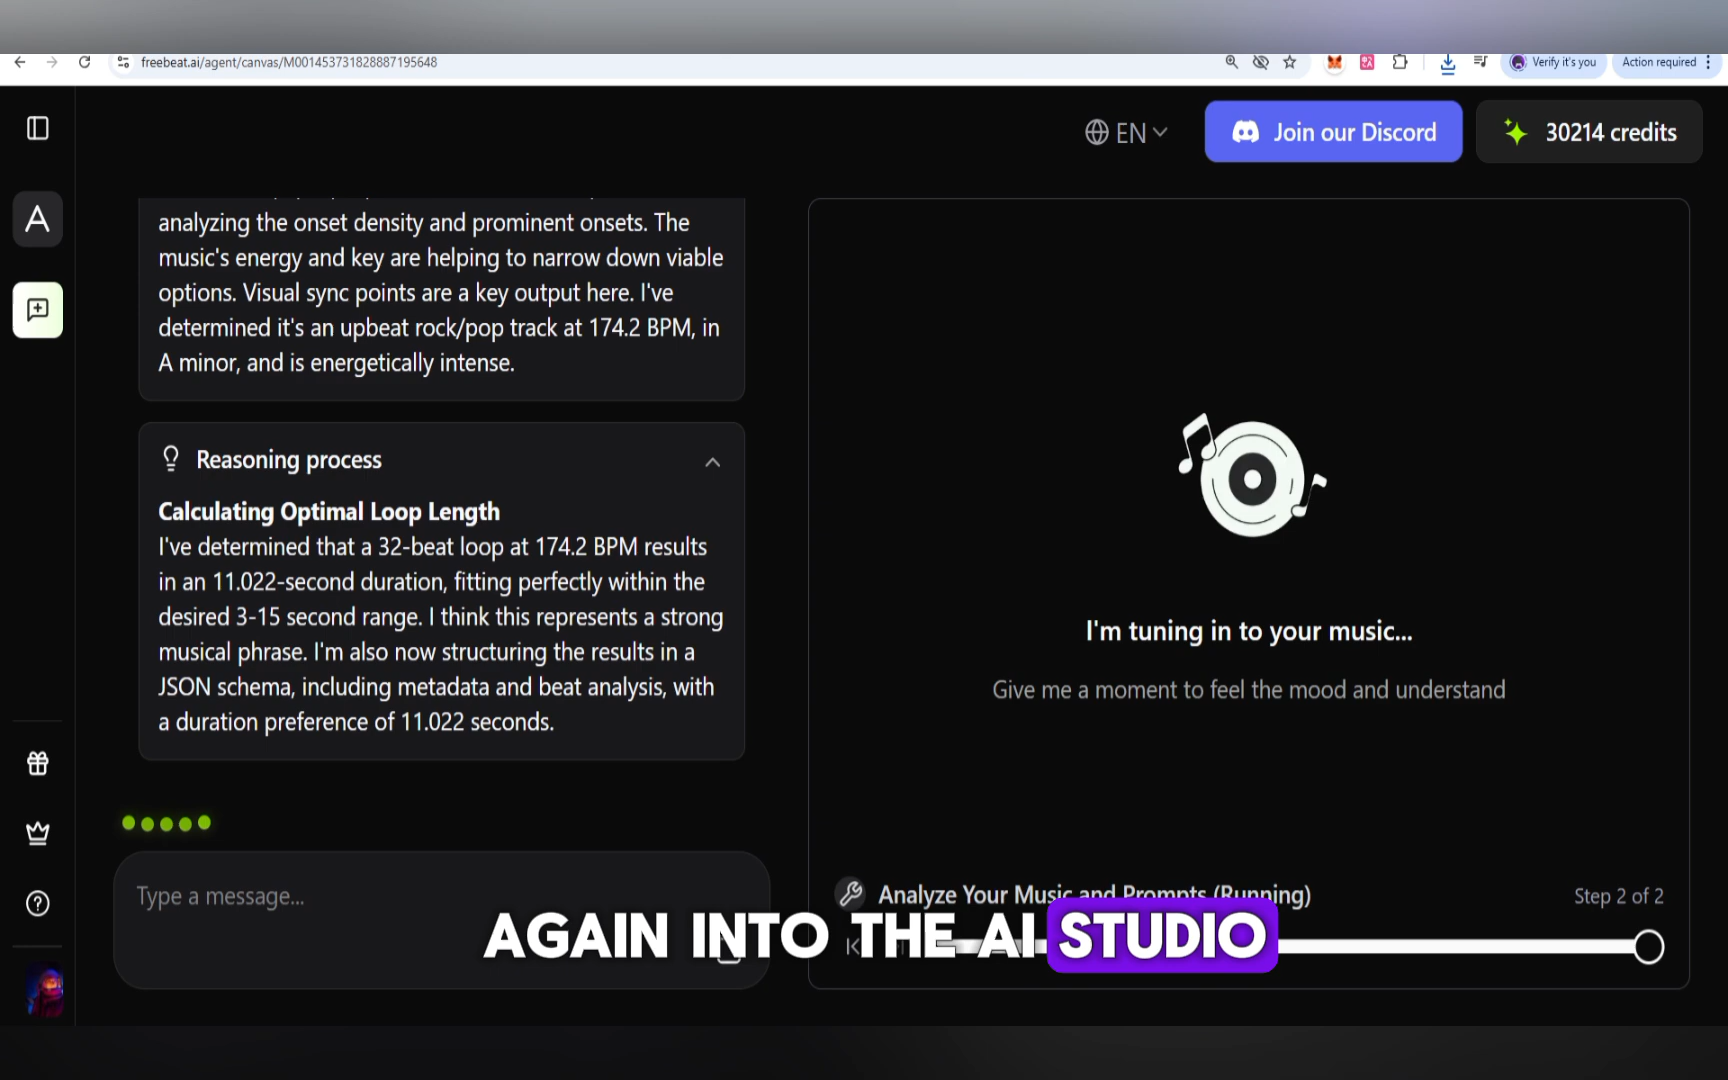 freebeat.ai/agent/canvas/M001453731828887195648
Verify it's you
Action required
EN
Join our Discord
30214 credits
analyzing the onset density and prominent onsets. The
music's energy and key are helping to narrow down viable
options. Visual sync points are a key output here. I've
determined it's an upbeat rock/pop track at 174.2 BPM, in
A minor, and is energetically intense.
Reasoning process
Calculating Optimal Loop Length
I've determined that a 32-beat loop at 174.2 BPM results
in an 11.022-second duration, fitting perfectly within the
desired 3-15 second range. I think this represents a strong
musical phrase. I'm also now structuring the results in a
JSON schema, including metadata and beat analysis, with
a duration preference of 11.022 seconds.
Type a message...
I'm tuning in to your music...
Give me a moment to feel the mood and understand
Analyze Your Music and Prompts (Running)
Step 2 of 2
AGAIN INTO THE AI STUDIO